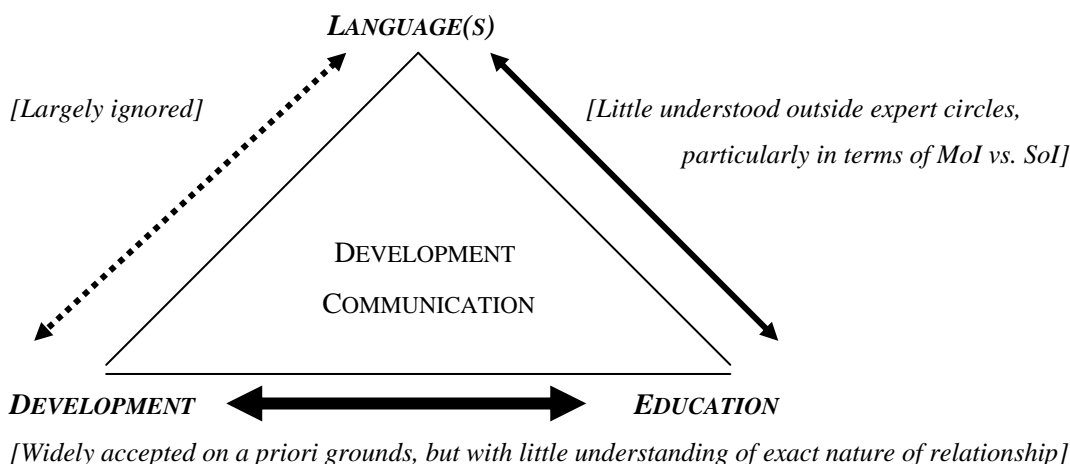 LANGUAGE(S)
[Largely ignored]
[Little understood outside expert circles,
particularly in terms of MoI vs. SoI]
DEVELOPMENT
COMMUNICATION
DEVELOPMENT
EDUCATION
[Widely accepted on a priori grounds, but with little understanding of exact nature of relationship]